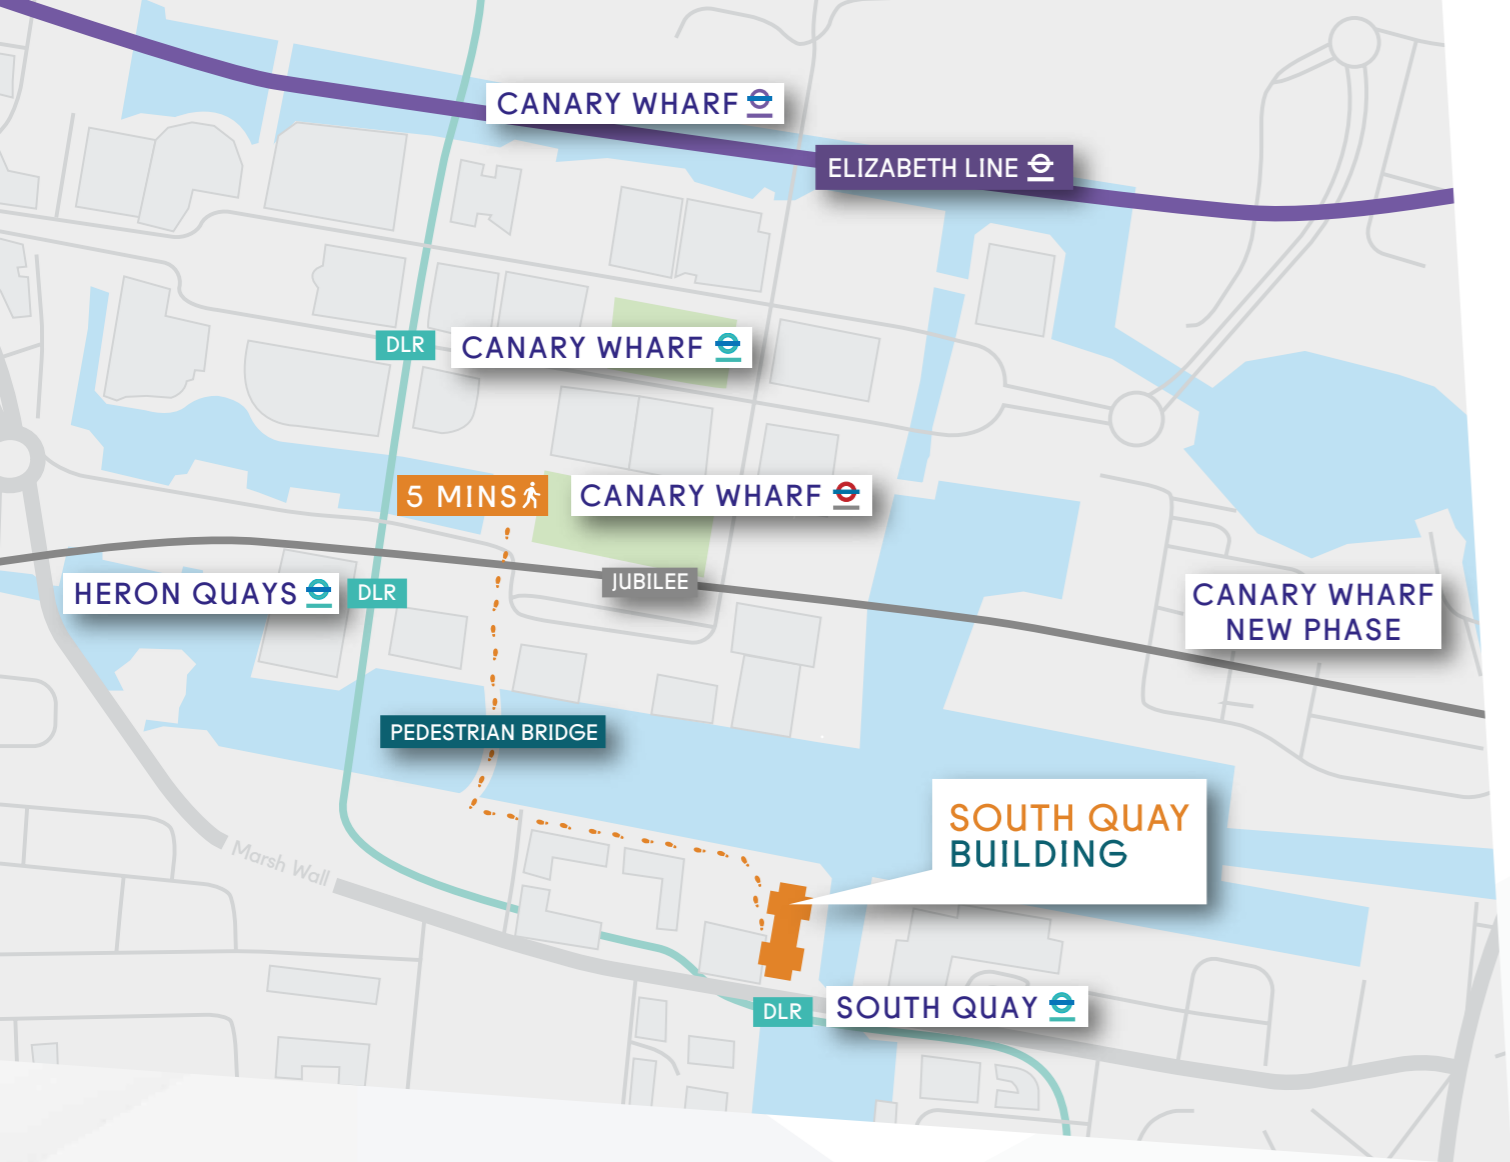 CANARY WHARF
ELIZABETH LINE
DLR
CANARY WHARF
5 MINS
CANARY WHARF
JUBILEE
HERON QUAYS
DLR
CANARY WHARF
NEW PHASE
PEDESTRIAN BRIDGE
SOUTH QUAY
BUILDING
Marsh Wall
DLR
SOUTH QUAY